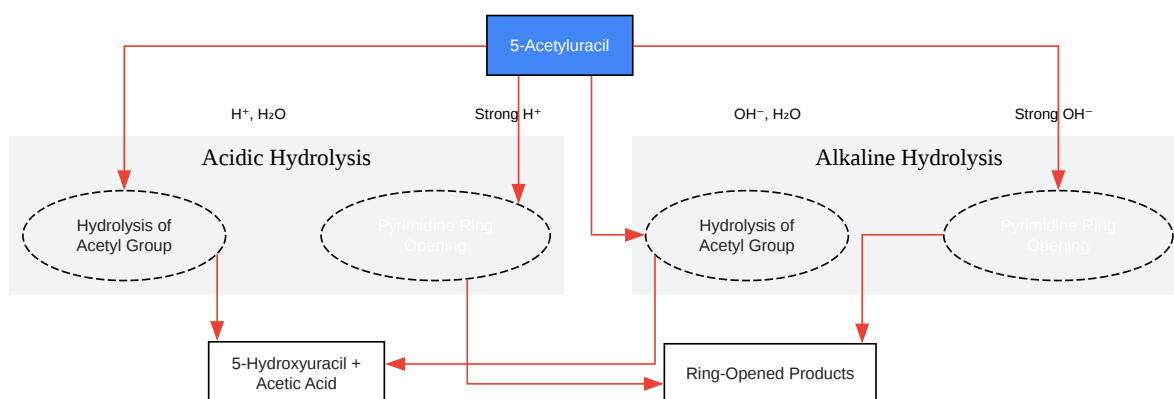 5-Acetyluracil
H⁺, H₂O
Strong H⁺
OH⁻, H₂O
Strong OH⁻
Acidic Hydrolysis
Alkaline Hydrolysis
Hydrolysis of
Acetyl Group
Pyrimidine Ring
Opening
Hydrolysis of
Acetyl Group
Pyrimidine Ring
Opening
5-Hydroxyuracil +
Acetic Acid
Ring-Opened Products